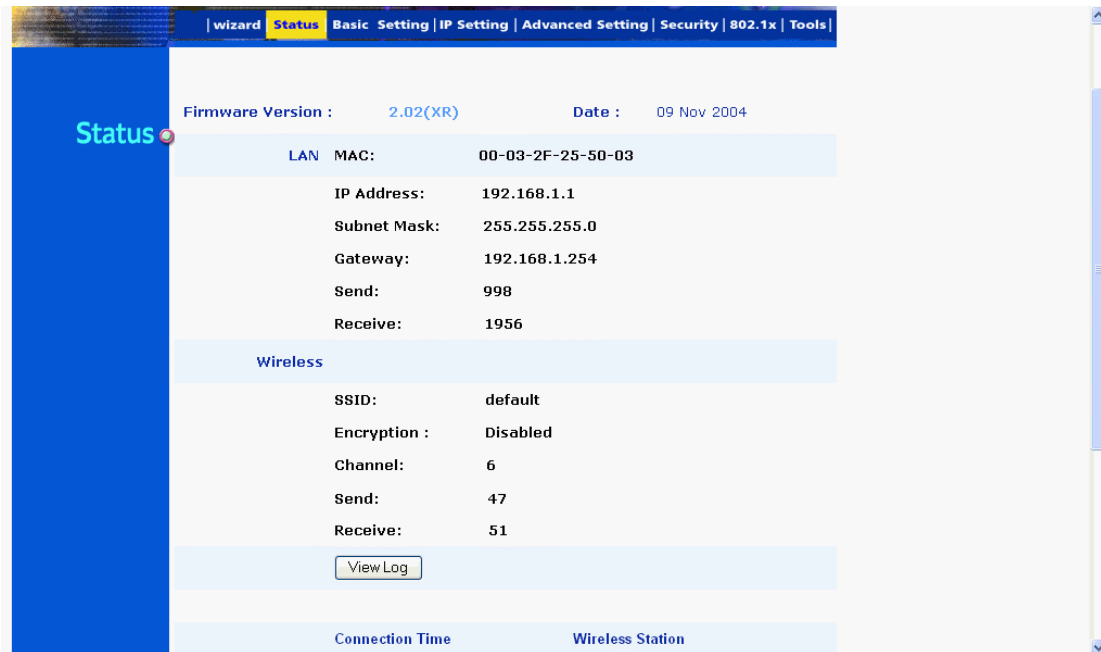 |wizard Status Basic Setting|IP Setting|Advanced Setting|Security|802.1x|Tools|
Status
Firmware Version : 2.02(XR) Date : 09 Nov 2004
LAN MAC: 00-03-2F-25-50-03
IP Address: 192.168.1.1
Subnet Mask: 255.255.255.0
Gateway: 192.168.1.254
Send: 998
Receive: 1956
Wireless
SSID: default
Encryption : Disabled
Channel: 6
Send: 47
Receive: 51
View Log
Connection Time Wireless Station